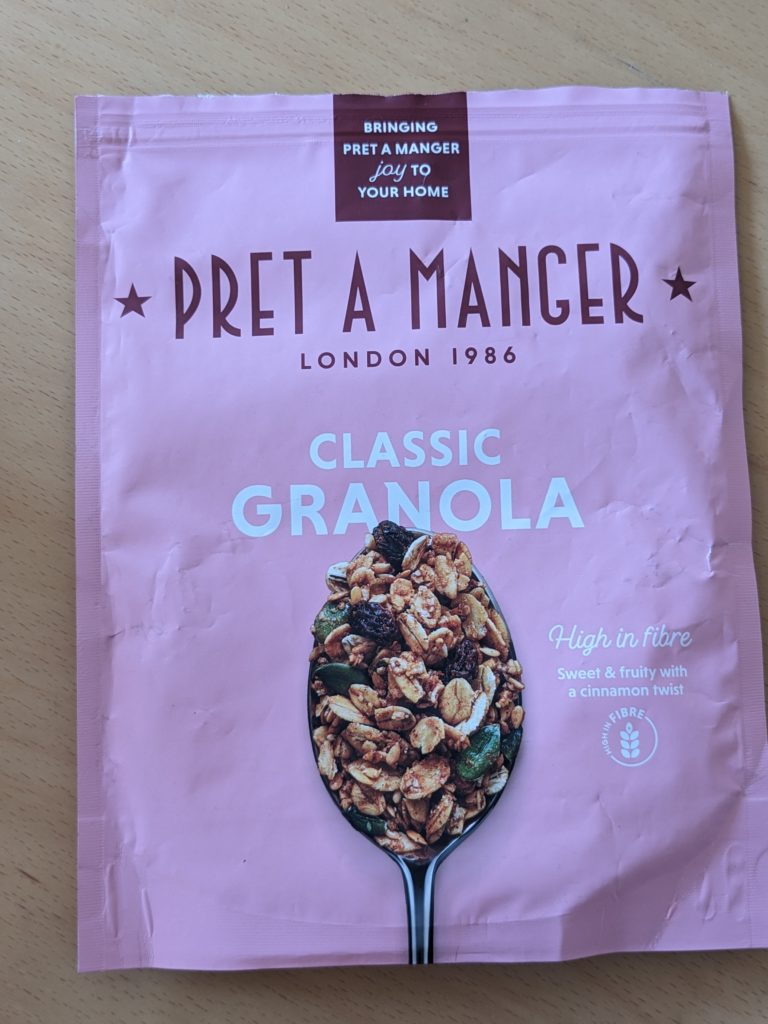 BRINGING
PRET A MANGER
joy TO
YOUR HOME
★ PRET A MANGER ★
LONDON 1986
CLASSIC
GRANOLA
High in fibre
Sweet & fruity with
a cinnamon twist
HIGH IN FIBRE